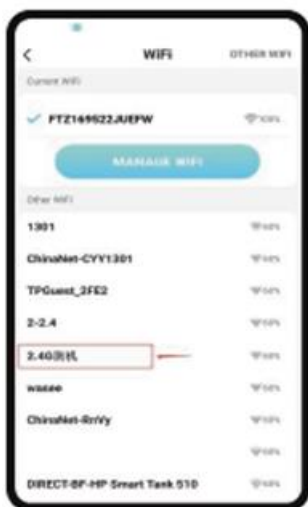 WiFi
OTHER WIFI
Current WiFi
FTZ169522JUEFW
MANAGE WIFI
Other WiFi
1301
ChinaNet-CYY1301
TPGuest_2FE2
2-2.4
2.4G测机
wasee
ChinaNet-RnVy
DIRECT-BF-HP Smart Tank 510